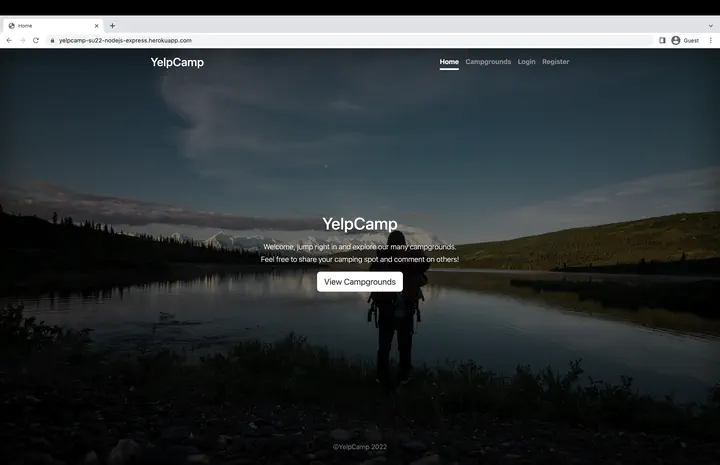 Home
yelpcamp-su22-nodejs-express.herokuapp.com
Guest
YelpCamp
Home Campgrounds Login Register
YelpCamp
Welcome, jump right in and explore our many campgrounds.
Feel free to share your camping spot and comment on others!
View Campgrounds
©YelpCamp 2022